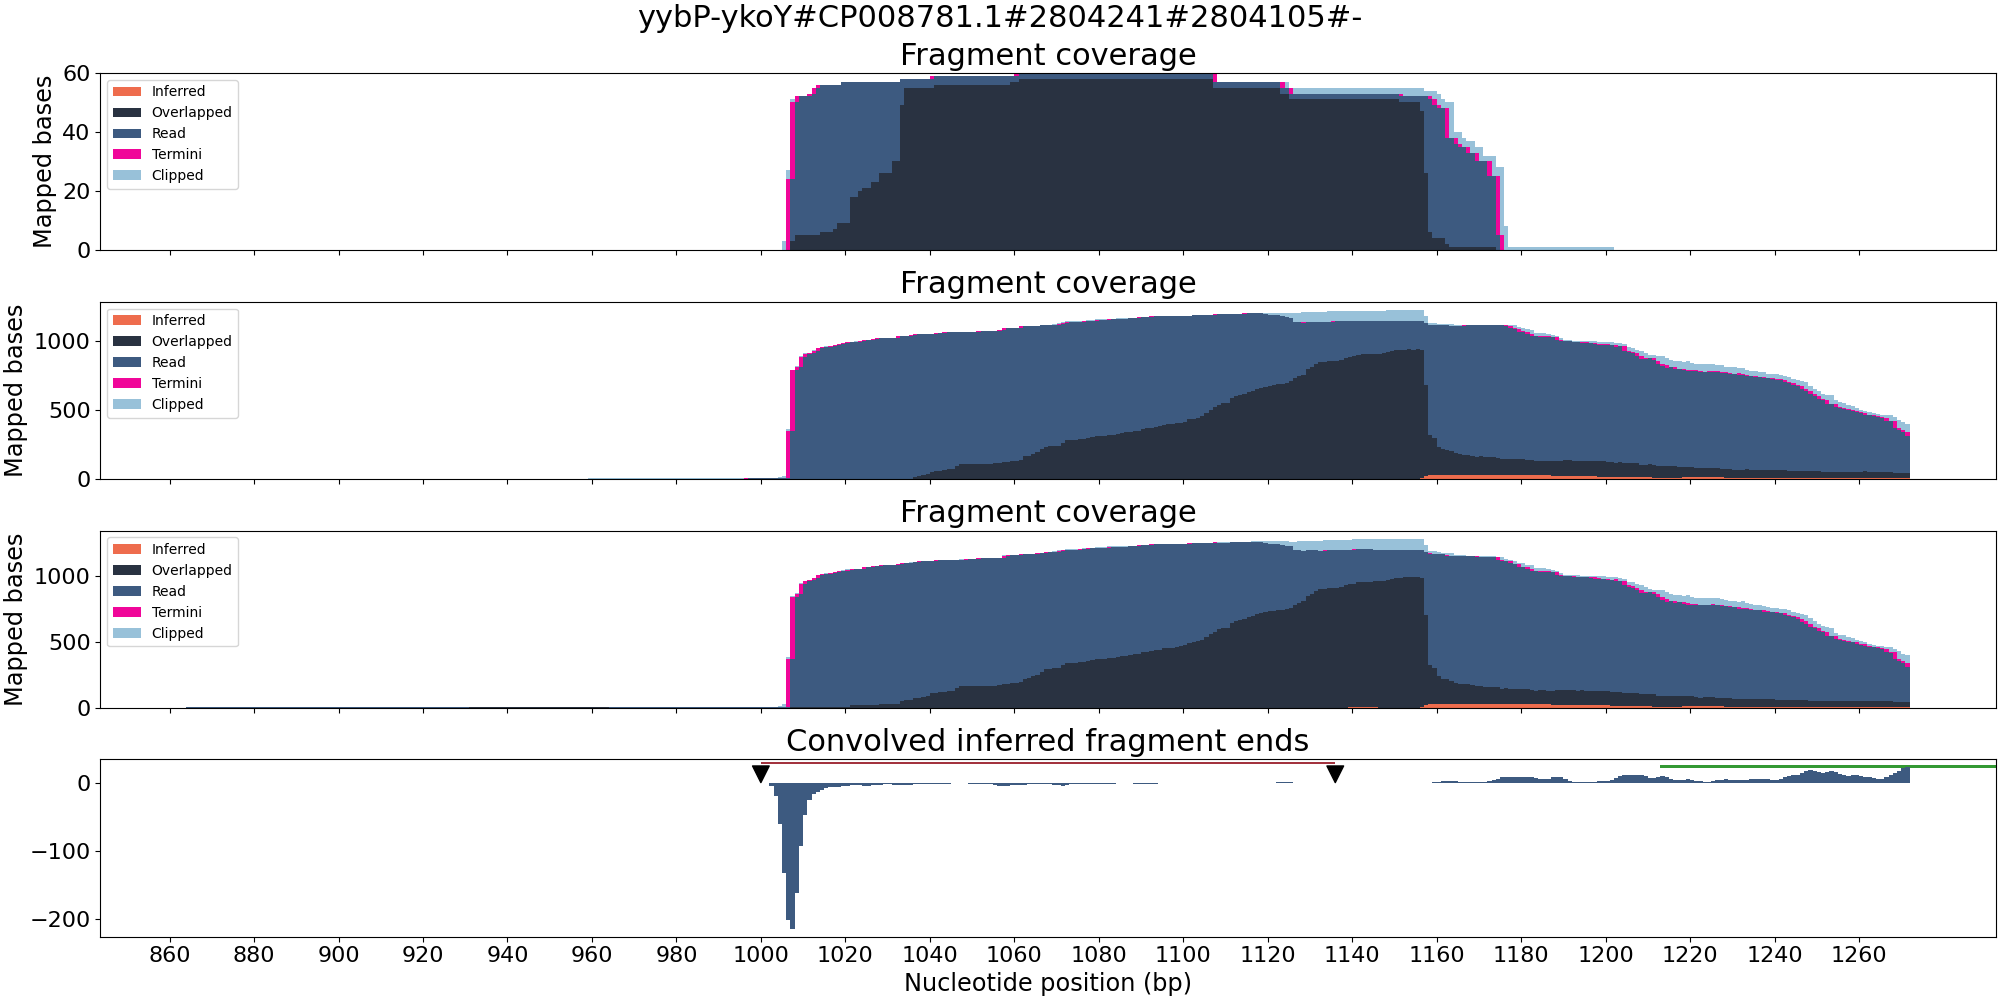 yybP-ykoY#CP008781.1#2804241#2804105#-
Fragment coverage
Mapped bases
60
40
20
0
Inferred
Overlapped
Read
Termini
Clipped
Fragment coverage
Mapped bases
1000
500
0
Inferred
Overlapped
Read
Termini
Clipped
Fragment coverage
Mapped bases
1000
500
0
Inferred
Overlapped
Read
Termini
Clipped
Convolved inferred fragment ends
0
−100
−200
860 880 900 920 940 960 980 1000 1020 1040 1060 1080 1100 1120 1140 1160 1180 1200 1220 1240 1260
Nucleotide position (bp)